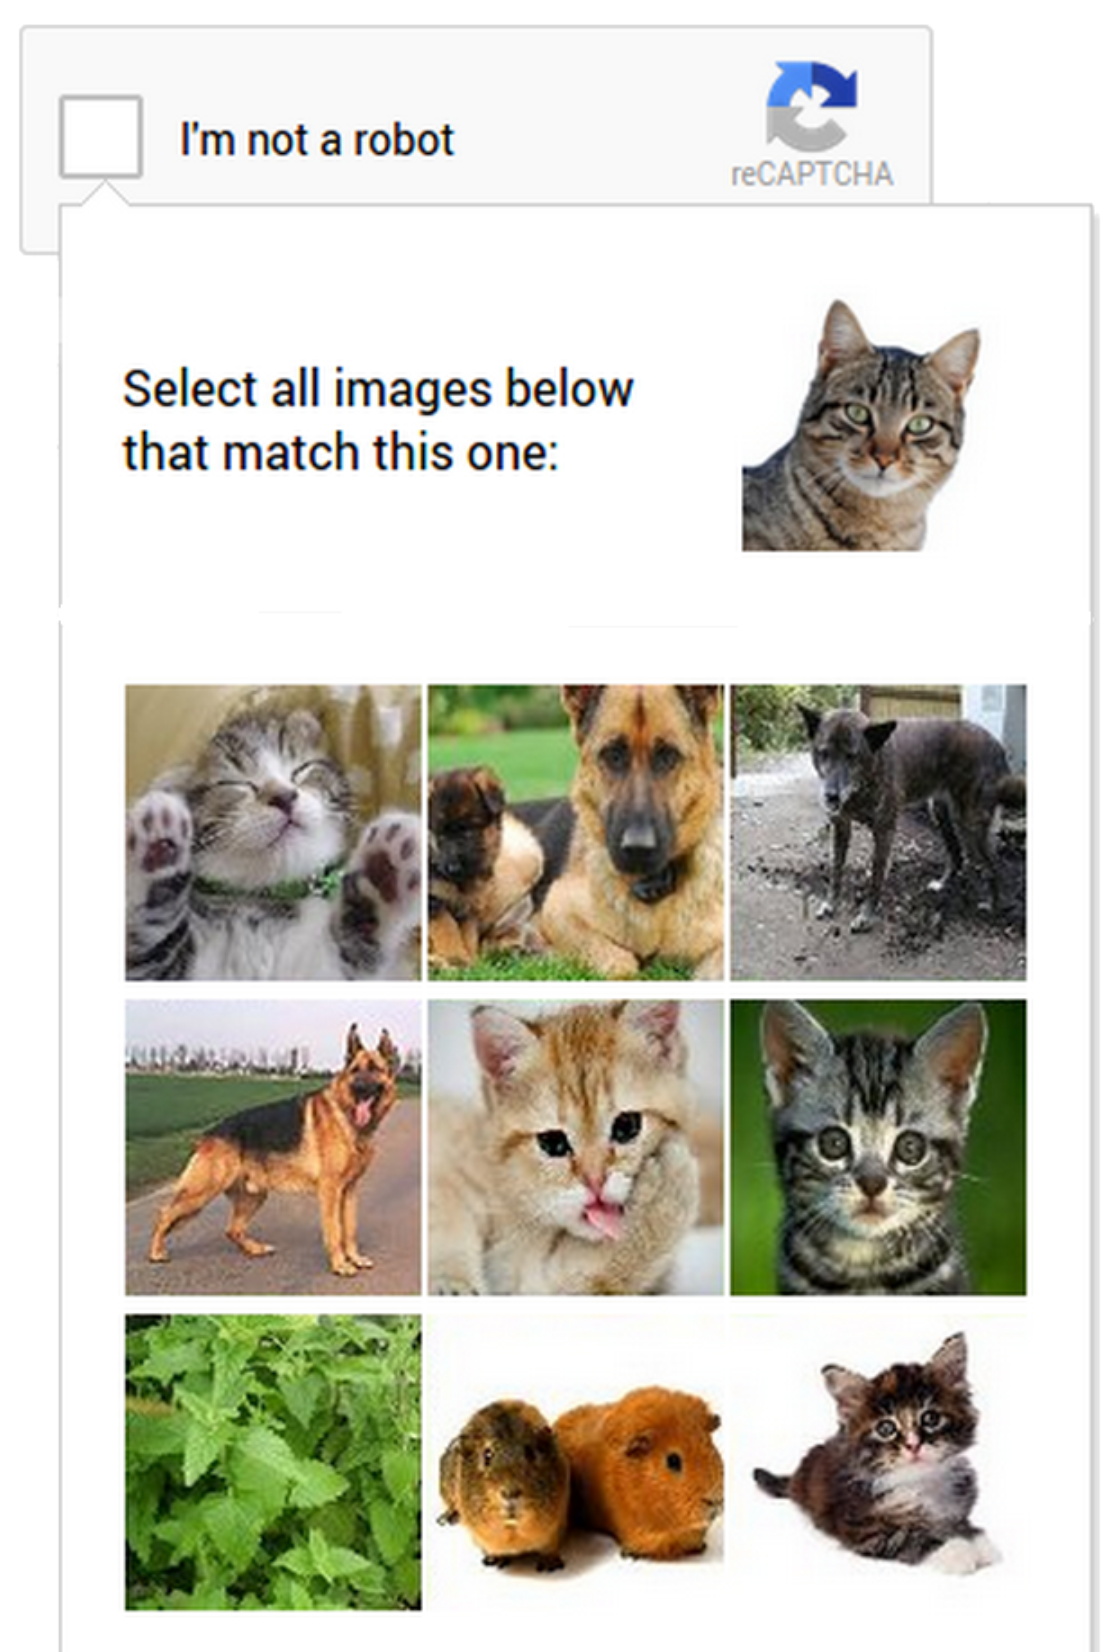 I'm not a robot
reCAPTCHA
Select all images below
that match this one: